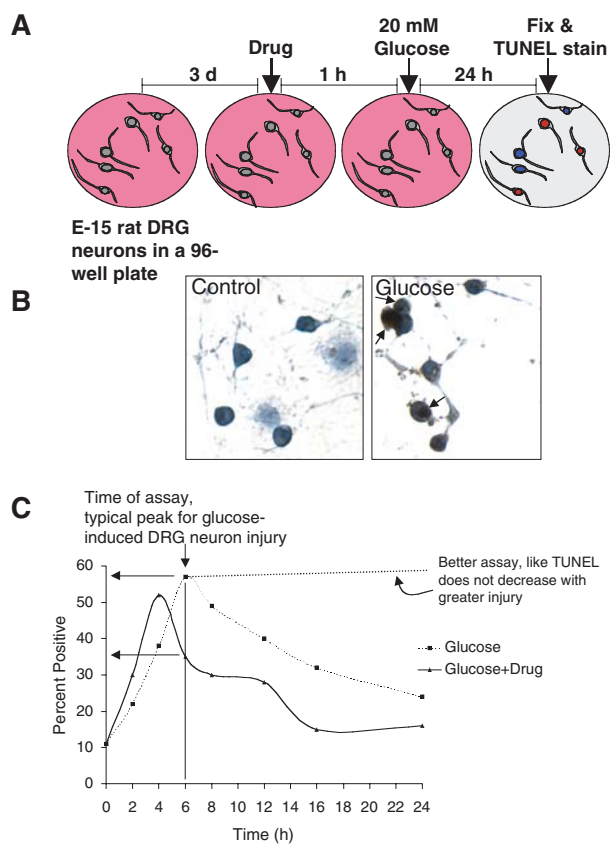 A
Drug
20 mM
Glucose
Fix &
TUNEL stain
3 d
1 h
24 h
E-15 rat DRG
neurons in a 96-
well plate
B
Control
Glucose
C
Time of assay,
typical peak for glucose-
induced DRG neuron injury
Better assay, like TUNEL
does not decrease with
greater injury
Glucose
Glucose+Drug
Percent Positive
60
50
40
30
20
10
0
0 2 4 6 8 10 12 14 16 18 20 22 24
Time (h)